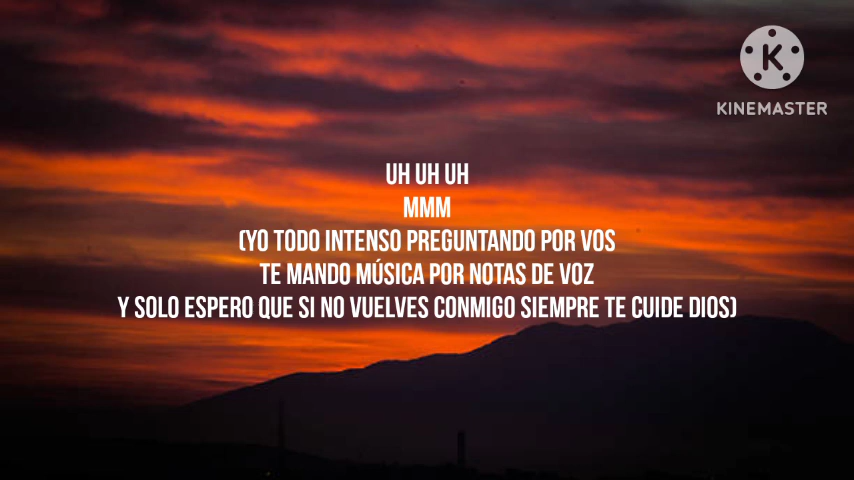 KINEMASTER
UH UH UH
MMM
(YO TODO INTENSO PREGUNTANDO POR VOS
TE MANDO MÚSICA POR NOTAS DE VOZ
Y SOLO ESPERO QUE SI NO VUELVES CONMIGO SIEMPRE TE CUIDE DIOS)